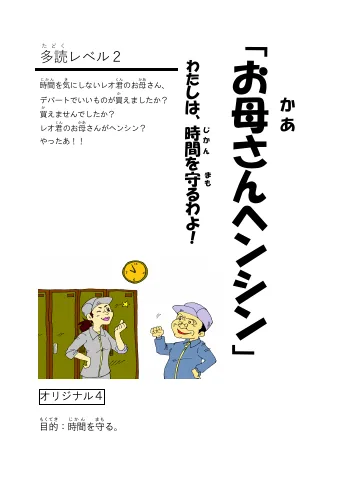 多読レベル２
時間を気にしないレオ君のお母さん、
デパートでいいものが買えましたか？
買えませんでしたか？
レオ君のお母さんがヘンシン？
やったあ！！
「お母さんヘンシン」
わたしは、時間を守るわよ！
オリジナル４
目的：時間を守る。